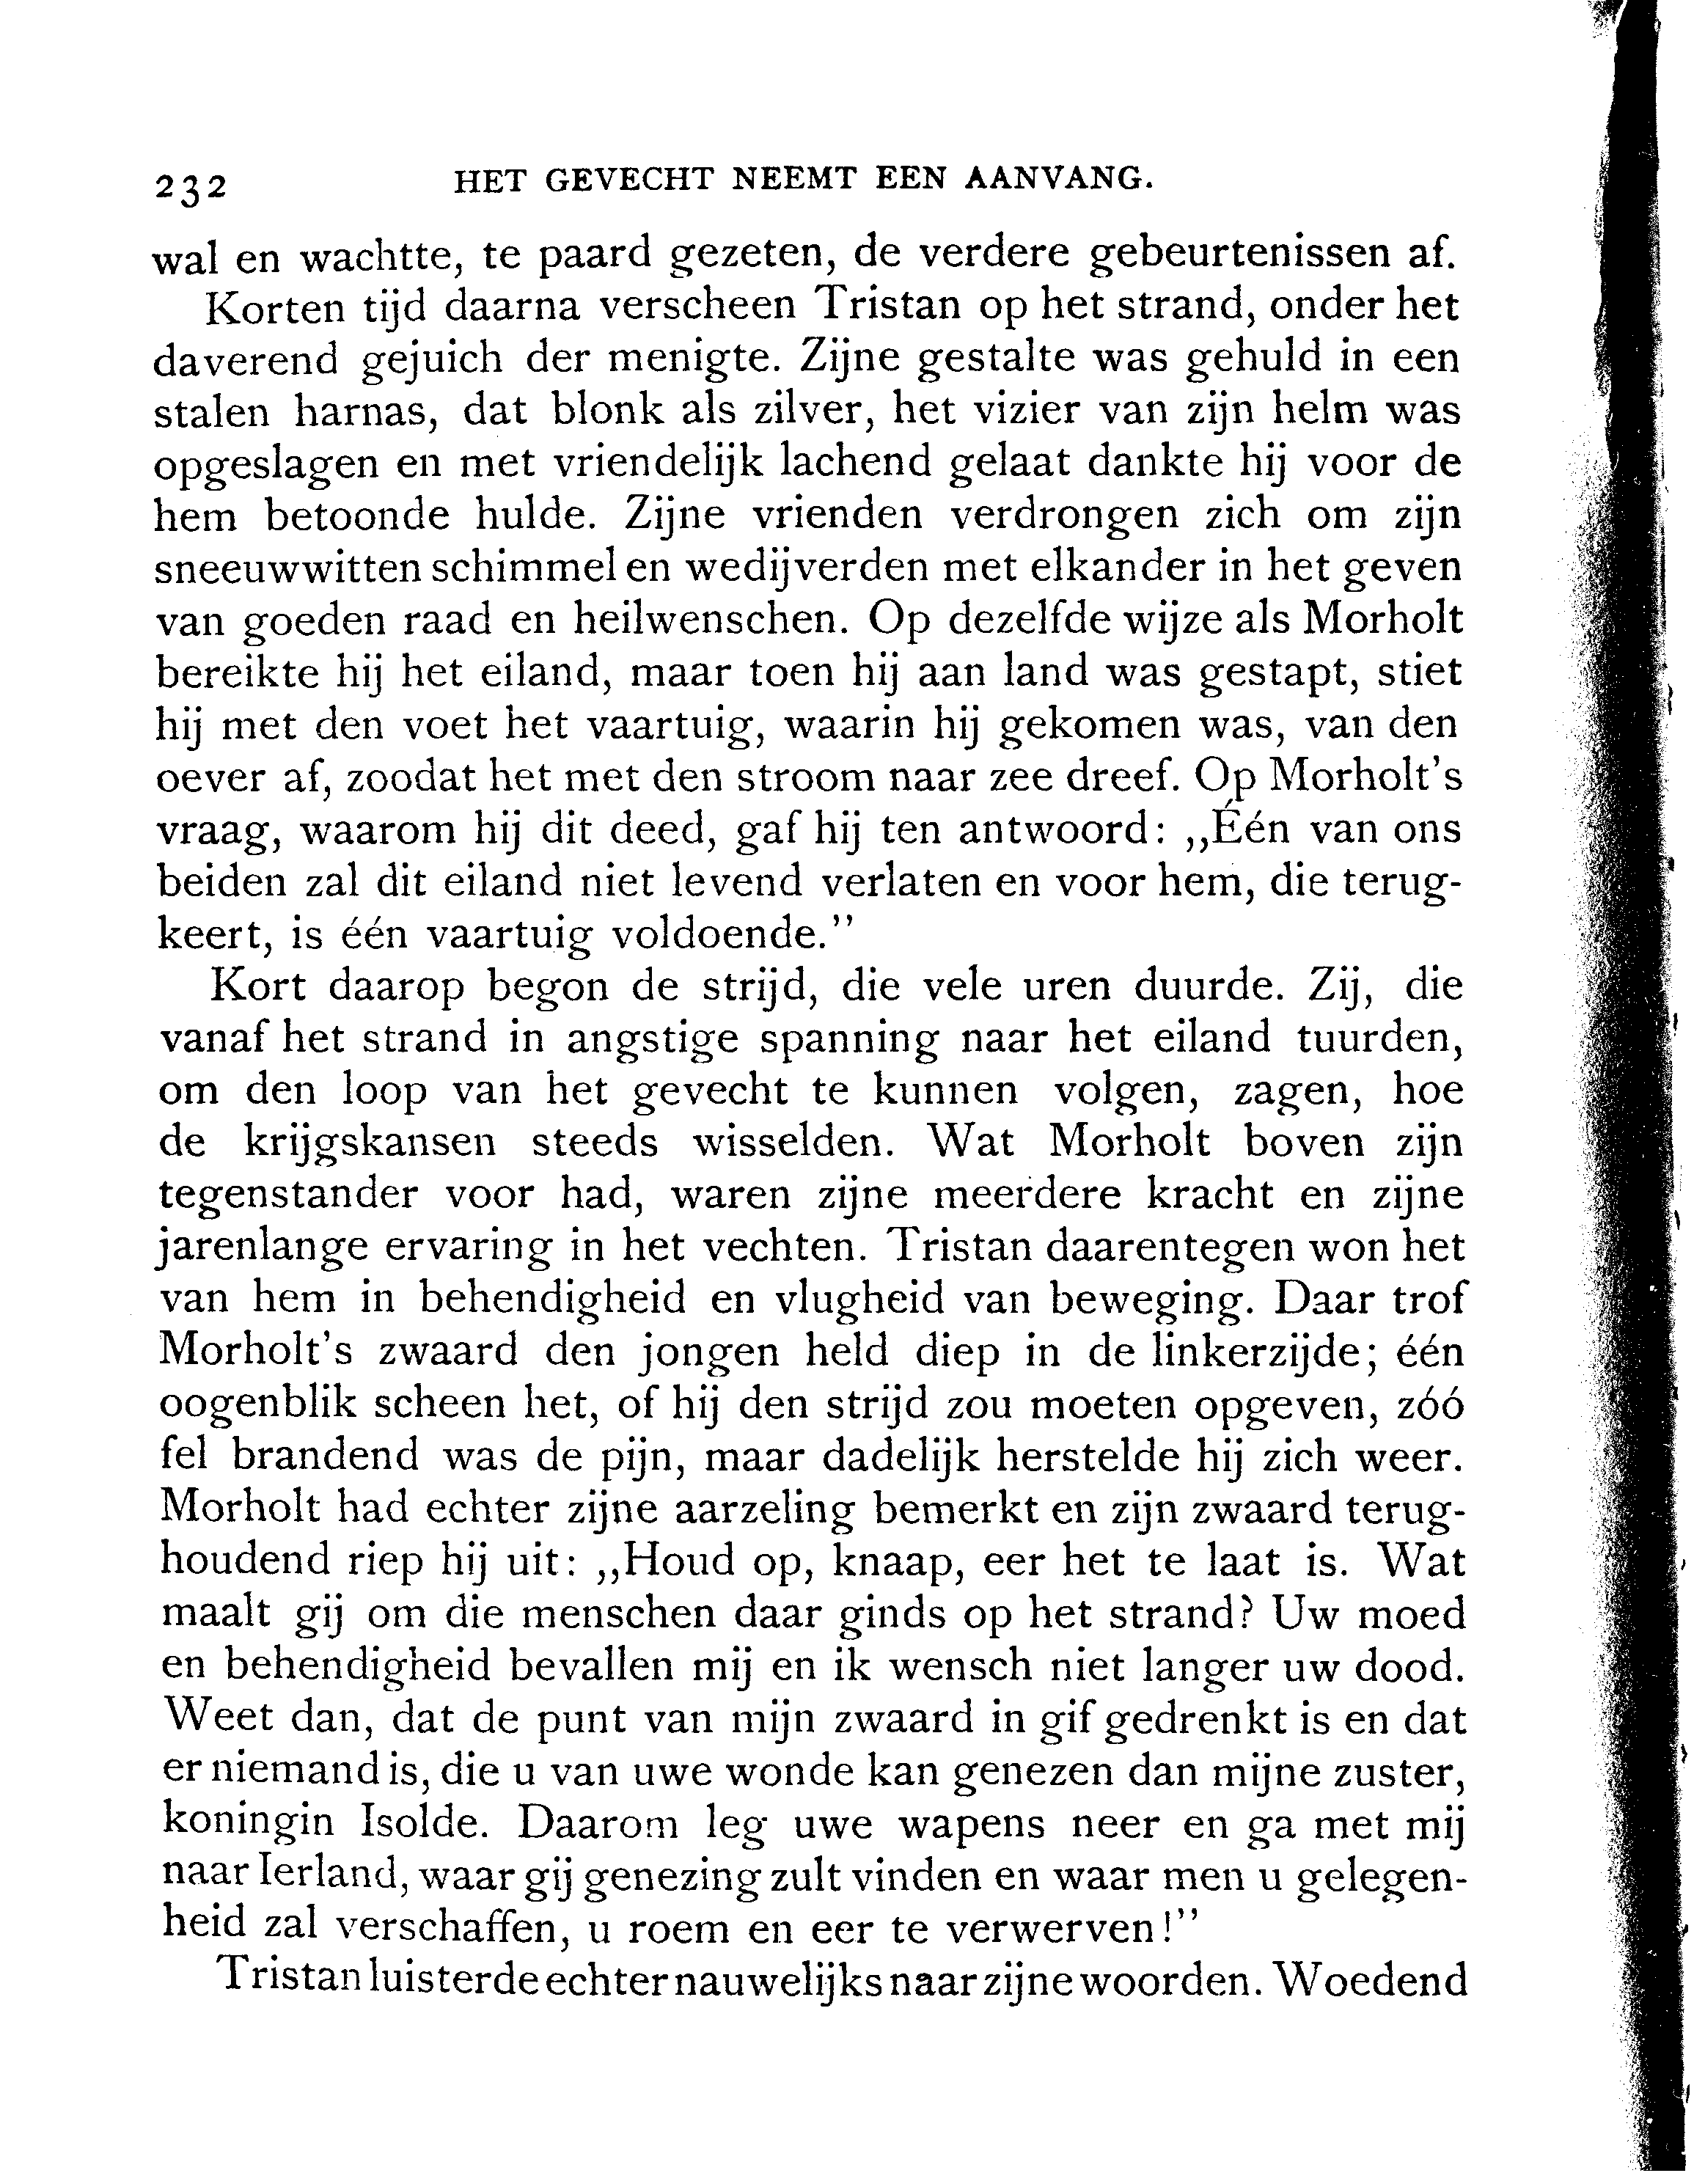 232 HET GEVECHT NEEMT EEN AANVANG.
wal en wachtte, te paard gezeten, de verdere gebeurtenissen af.
Korten tijd daarna verscheen Tristan op het strand, onder het
daverend gejuich der menigte. Zijne gestalte was gehuld in een
stalen harnas, dat blonk als zilver, het vizier van zijn helm was
opgeslagen en met vriendelijk lachend gelaat dankte hij voor de
hem betoonde hulde. Zijne vrienden verdrongen zich om zijn
sneeuwwitten schimmel en wedijverden met elkander in het geven
van goeden raad en heilwenschen. Op dezelfde wijze als Morholt
bereikte hij het eiland, maar toen hij aan land was gestapt, stiet
hij met den voet het vaartuig, waarin hij gekomen was, van den
oever af, zoodat het met den stroom naar zee dreef. Op Morholt's
vraag, waarom hij dit deed, gaf hij ten antwoord: ,,Één van ons
beiden zal dit eiland niet levend verlaten en voor hem, die terug-
keert, is één vaartuig voldoende.''
Kort daarop begon de strijd, die vele uren duurde. Zij, die
vanaf het strand in angstige spanning naar het eiland tuurden,
om den loop van het gevecht te kunnen volgen, zagen, hoe
de krijgskansen steeds wisselden. Wat Morholt boven zijn
tegenstander voor had, waren zijne meerdere kracht en zijne
jarenlange ervaring in het vechten. Tristan daarentegen won het
van hem in behendigheid en vlugheid van beweging. Daar trof
Morholt's zwaard den jongen held diep in de linkerzijde; één
oogenblik scheen het, of hij den strijd zou moeten opgeven, zóó
fel brandend was de pijn, maar dadelijk herstelde hij zich weer.
Morholt had echter zijne aarzeling bemerkt en zijn zwaard terug-
houdend riep hij uit: ,,Houd op, knaap, eer het te laat is. Wat
maalt gij om die menschen daar ginds op het strand? Uw moed
en behendigheid bevallen mij en ik wensch niet langer uw dood.
Weet dan, dat de punt van mijn zwaard in gif gedrenkt is en dat
er niemand is, die u van uwe wonde kan genezen dan mijne zuster,
koningin Isolde. Daarom leg uwe wapens neer en ga met mij
naar Ierland, waar gij genezing zult vinden en waar men u gelegen-
heid zal verschaffen, u roem en eer te verwerven!''
Tristan luisterde echter nauwelijks naar zijne woorden. Woedend